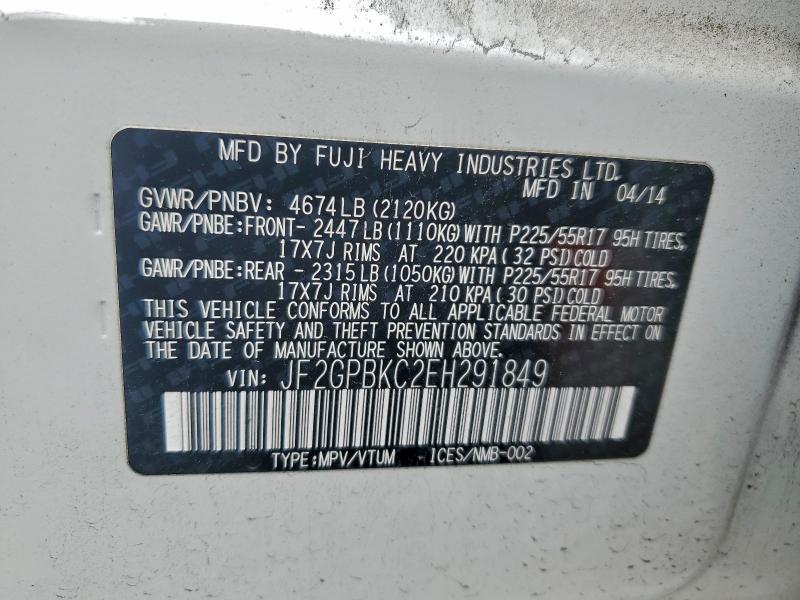 MFD BY FUJI HEAVY INDUSTRIES LTD.
MFD IN 04/14
GVWR/PNBV: 4674LB(2120KG)
GAWR/PNBE:FRONT- 2447LB(1110KG)WITH P225/55R17 95H TIRES,
17X7J RIMS AT 220 KPA(32 PSI)COLD
GAWR/PNBE:REAR - 2315LB(1050KG)WITH P225/55R17 95H TIRES,
17X7J RIMS AT 210 KPA(30 PSI)COLD
THIS VEHICLE CONFORMS TO ALL APPLICABLE FEDERAL MOTOR
VEHICLE SAFETY AND THEFT PREVENTION STANDARDS IN EFFECT ON
THE DATE OF MANUFACTURE SHOWN ABOVE.
VIN: JF2GPBKC2EH291849
TYPE:MPV/VTUM ICES/NMB-002